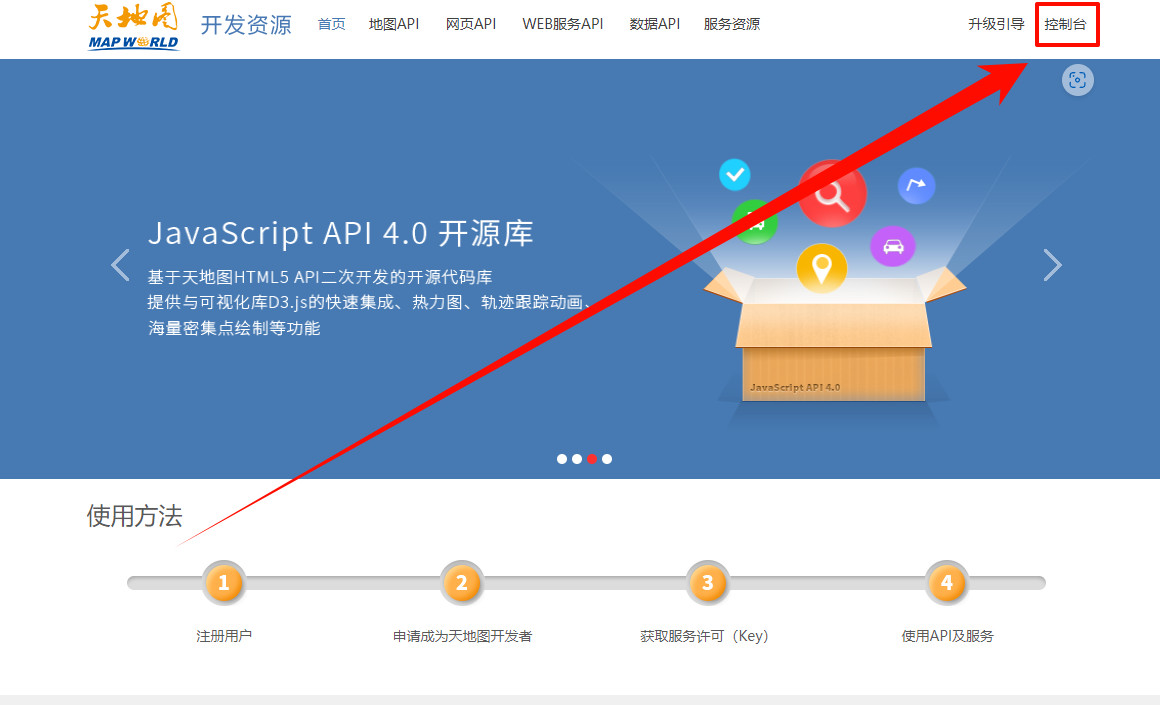 天地图
MAP WORLD
开发资源
首页 地图API 网页API WEB服务API 数据API 服务资源 升级引导 控制台
JavaScript API 4.0 开源库
基于天地图HTML5 API二次开发的开源代码库
提供与可视化库D3.js的快速集成、热力图、轨迹跟踪动画、
海量密集点绘制等功能
JavaScript API 4.0
使用方法
1 2 3 4
注册用户 申请成为天地图开发者 获取服务许可（Key） 使用API及服务